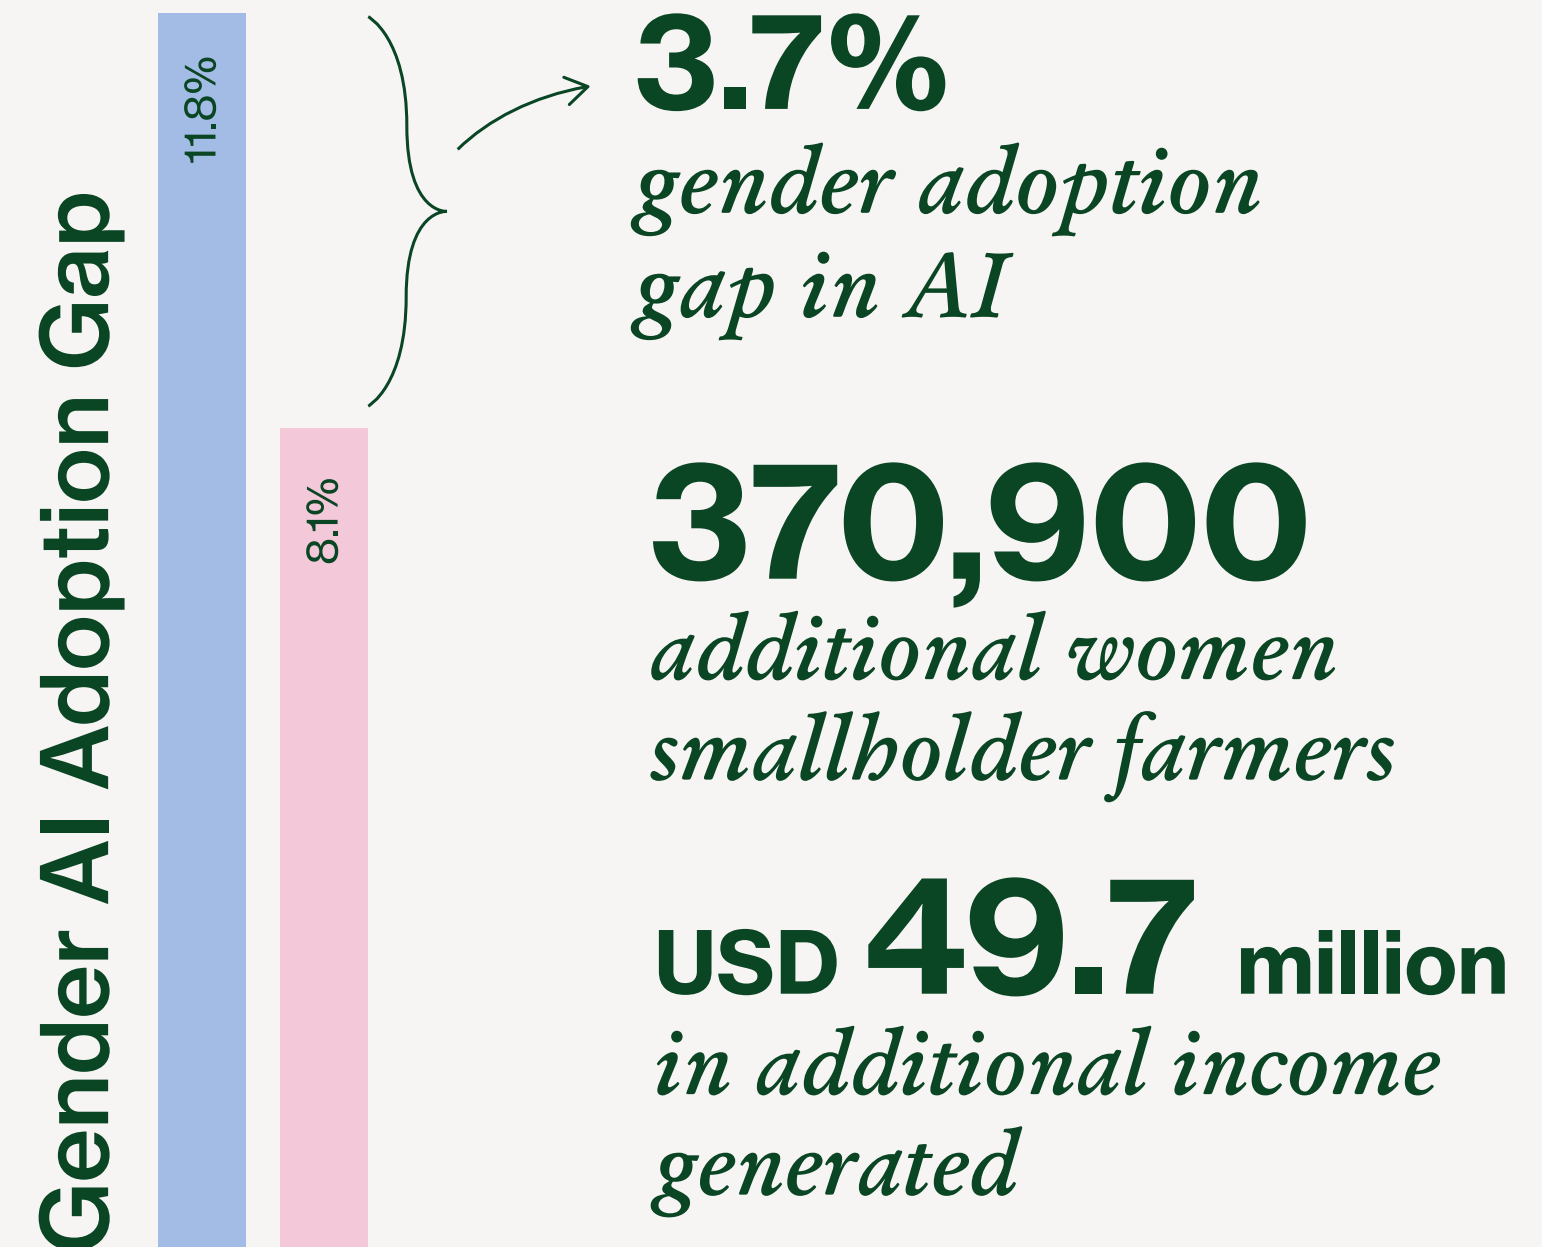 Gender AI Adoption Gap
11.8%
8.1%
3.7%
gender adoption
gap in AI
370,900
additional women
smallholder farmers
USD 49.7 million
in additional income
generated